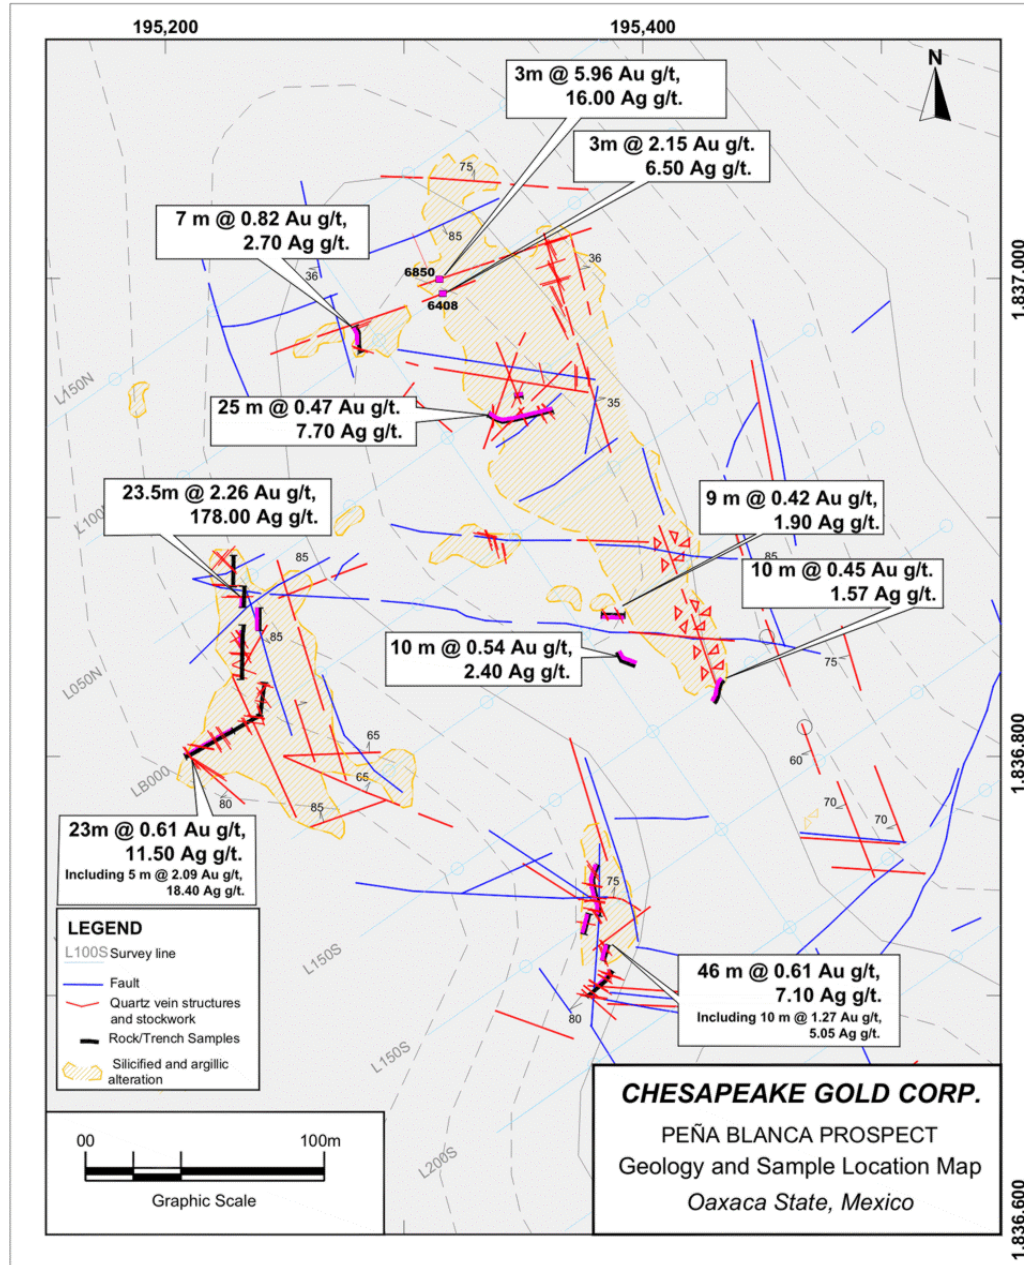 195,200
195,400
N
3m @ 5.96 Au g/t,
16.00 Ag g/t.
3m @ 2.15 Au g/t.
6.50 Ag g/t.
75
7 m @ 0.82 Au g/t,
2.70 Ag g/t.
85
36
36
6850
6408
1.837,000
L150N
35
25 m @ 0.47 Au g/t.
7.70 Ag g/t.
23.5m @ 2.26 Au g/t,
178.00 Ag g/t.
9 m @ 0.42 Au g/t,
1.90 Ag g/t.
L100
85
85
10 m @ 0.45 Au g/t.
1.57 Ag g/t.
85
10 m @ 0.54 Au g/t,
2.40 Ag g/t.
75
L050N
65
60
1.836,800
LB000
65
80
85
70
70
23m @ 0.61 Au g/t,
11.50 Ag g/t.
Including 5 m @ 2.09 Au g/t,
18.40 Ag g/t.
75
LEGEND
L100S Survey line
Fault
Quartz vein structures
and stockwork
Rock/Trench Samples
Silicified and argillic
alteration
L150S
46 m @ 0.61 Au g/t,
7.10 Ag g/t.
Including 10 m @ 1.27 Au g/t,
5.05 Ag g/t.
80
L150S
L200S
CHESAPEAKE GOLD CORP.
PEÑA BLANCA PROSPECT
Geology and Sample Location Map
Oaxaca State, Mexico
00
100m
Graphic Scale
1.836,600